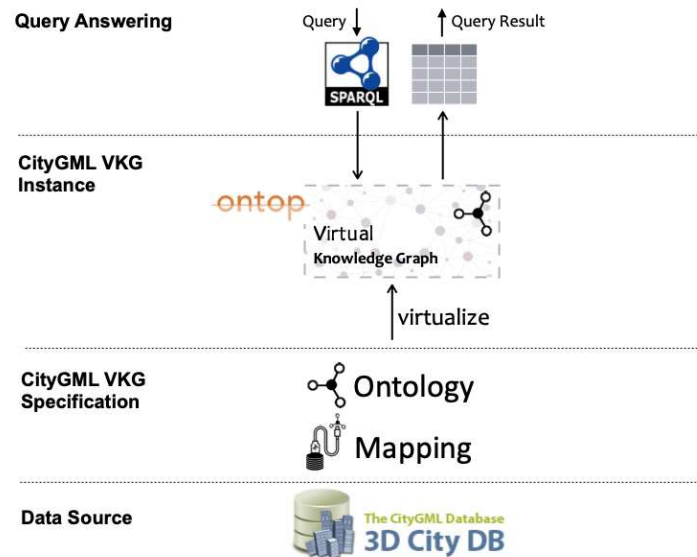 Query Answering
Query
Query Result
SPARQL
CityGML VKG
Instance
ontop
Virtual
Knowledge Graph
virtualize
CityGML VKG
Specification
Ontology
Mapping
Data Source
The CityGML Database
3D City DB